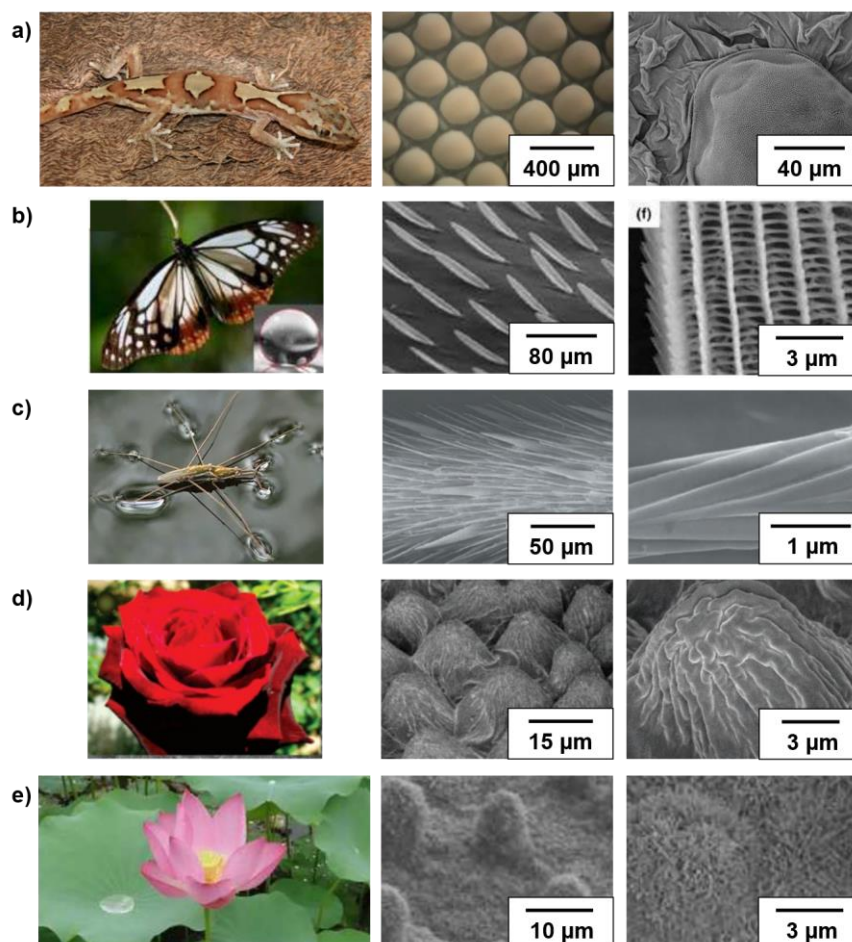 a)
400 µm
40 µm
b)
80 µm
(f)
3 µm
c)
50 µm
1 µm
d)
15 µm
3 µm
e)
10 µm
3 µm